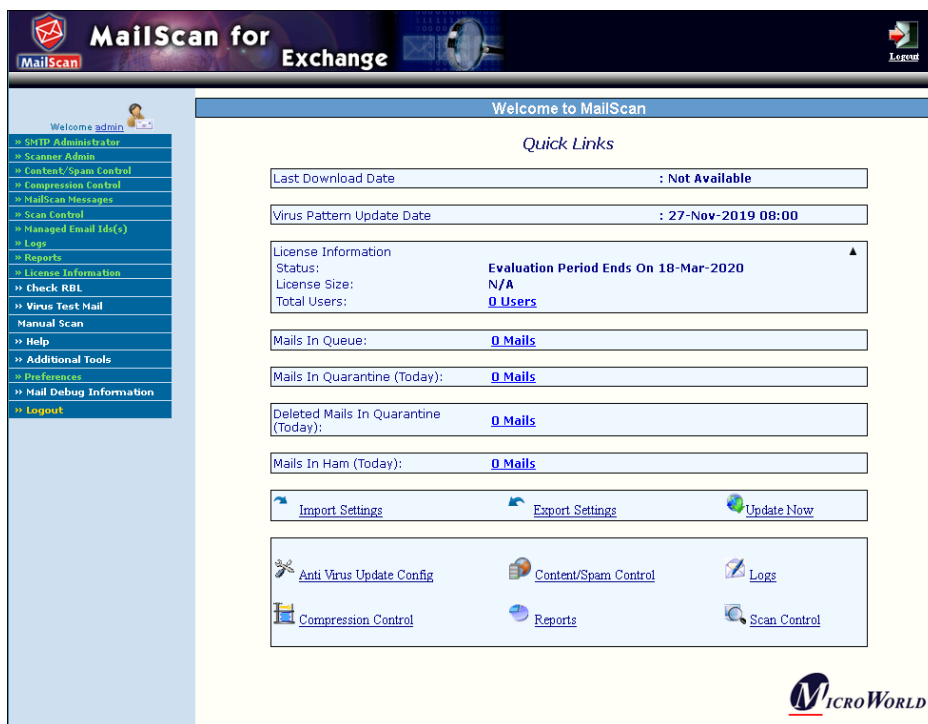 MailScan for
Exchange
MailScan
Logout
Welcome admin
» SMTP Administrator
» Scanner Admin
» Content/Spam Control
» Compression Control
» MailScan Messages
» Scan Control
» Managed Email Ids(s)
» Logs
» Reports
» License Information
» Check RBL
» Virus Test Mail
Manual Scan
» Help
» Additional Tools
» Preferences
» Mail Debug Information
» Logout
Welcome to MailScan
Quick Links
Last Download Date : Not Available
Virus Pattern Update Date : 27-Nov-2019 08:00
License Information
Status: Evaluation Period Ends On 18-Mar-2020
License Size: N/A
Total Users: 0 Users
Mails In Queue: 0 Mails
Mails In Quarantine (Today): 0 Mails
Deleted Mails In Quarantine
(Today): 0 Mails
Mails In Ham (Today): 0 Mails
Import Settings Export Settings Update Now
Anti Virus Update Config Content/Spam Control Logs
Compression Control Reports Scan Control
MICROWORLD